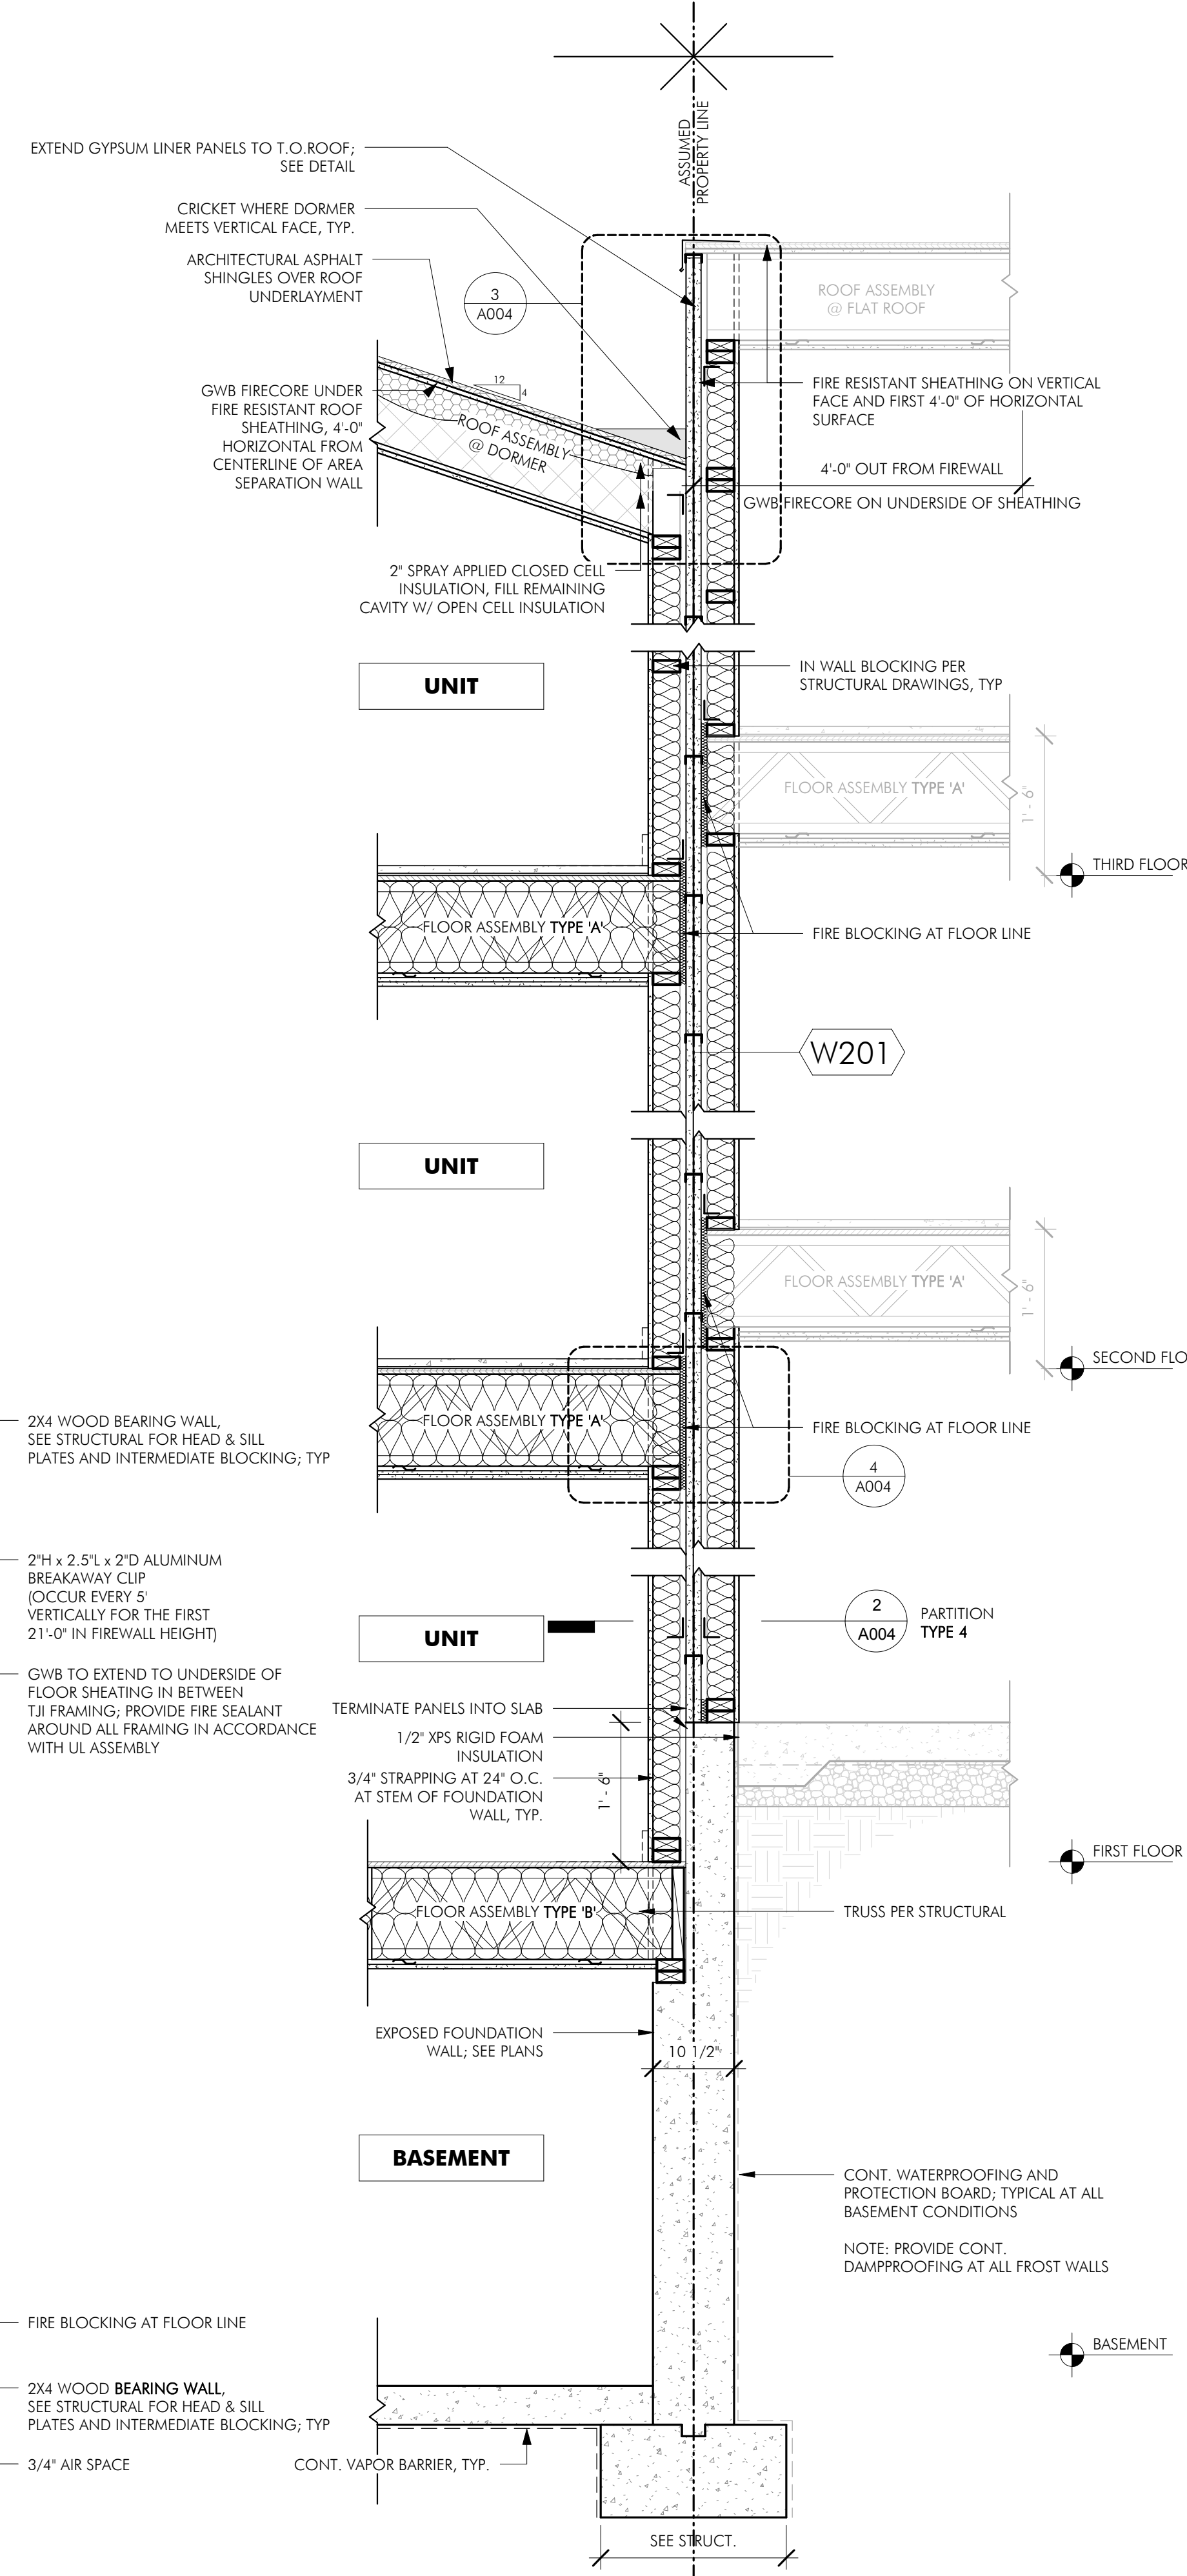 ASSUMED
PROPERTY LINE
EXTEND GYPSUM LINER PANELS TO T.O.ROOF;
SEE DETAIL
CRICKET WHERE DORMER
MEETS VERTICAL FACE, TYP.
ARCHITECTURAL ASPHALT
SHINGLES OVER ROOF
UNDERLAYMENT
3
A004
ROOF ASSEMBLY
@ FLAT ROOF
12
4
GWB FIRECORE UNDER
FIRE RESISTANT ROOF
SHEATHING, 4'-0"
HORIZONTAL FROM
CENTERLINE OF AREA
SEPARATION WALL
ROOF ASSEMBLY
@ DORMER
FIRE RESISTANT SHEATHING ON VERTICAL
FACE AND FIRST 4'-0" OF HORIZONTAL
SURFACE
4'-0" OUT FROM FIREWALL
GWB FIRECORE ON UNDERSIDE OF SHEATHING
2" SPRAY APPLIED CLOSED CELL
INSULATION, FILL REMAINING
CAVITY W/ OPEN CELL INSULATION
UNIT
IN WALL BLOCKING PER
STRUCTURAL DRAWINGS, TYP
FLOOR ASSEMBLY TYPE 'A'
1' - 6"
THIRD FLOOR
FLOOR ASSEMBLY TYPE 'A'
FIRE BLOCKING AT FLOOR LINE
W201
UNIT
FLOOR ASSEMBLY TYPE 'A'
1' - 6"
SECOND FLO
FLOOR ASSEMBLY TYPE 'A'
FIRE BLOCKING AT FLOOR LINE
4
A004
2X4 WOOD BEARING WALL,
SEE STRUCTURAL FOR HEAD & SILL
PLATES AND INTERMEDIATE BLOCKING; TYP
2"H x 2.5"L x 2"D ALUMINUM
BREAKAWAY CLIP
(OCCUR EVERY 5'
VERTICALLY FOR THE FIRST
21'-0" IN FIREWALL HEIGHT)
UNIT
2
A004
PARTITION
TYPE 4
GWB TO EXTEND TO UNDERSIDE OF
FLOOR SHEATING IN BETWEEN
TJI FRAMING; PROVIDE FIRE SEALANT
AROUND ALL FRAMING IN ACCORDANCE
WITH UL ASSEMBLY
TERMINATE PANELS INTO SLAB
1/2" XPS RIGID FOAM
INSULATION
3/4" STRAPPING AT 24" O.C.
AT STEM OF FOUNDATION
WALL, TYP.
1' - 6"
FIRST FLOOR
FLOOR ASSEMBLY TYPE 'B'
TRUSS PER STRUCTURAL
EXPOSED FOUNDATION
WALL; SEE PLANS
10 1/2"
BASEMENT
CONT. WATERPROOFING AND
PROTECTION BOARD; TYPICAL AT ALL
BASEMENT CONDITIONS
NOTE: PROVIDE CONT.
DAMPPROOFING AT ALL FROST WALLS
FIRE BLOCKING AT FLOOR LINE
BASEMENT
2X4 WOOD BEARING WALL,
SEE STRUCTURAL FOR HEAD & SILL
PLATES AND INTERMEDIATE BLOCKING; TYP
3/4" AIR SPACE
CONT. VAPOR BARRIER, TYP.
SEE STRUCT.